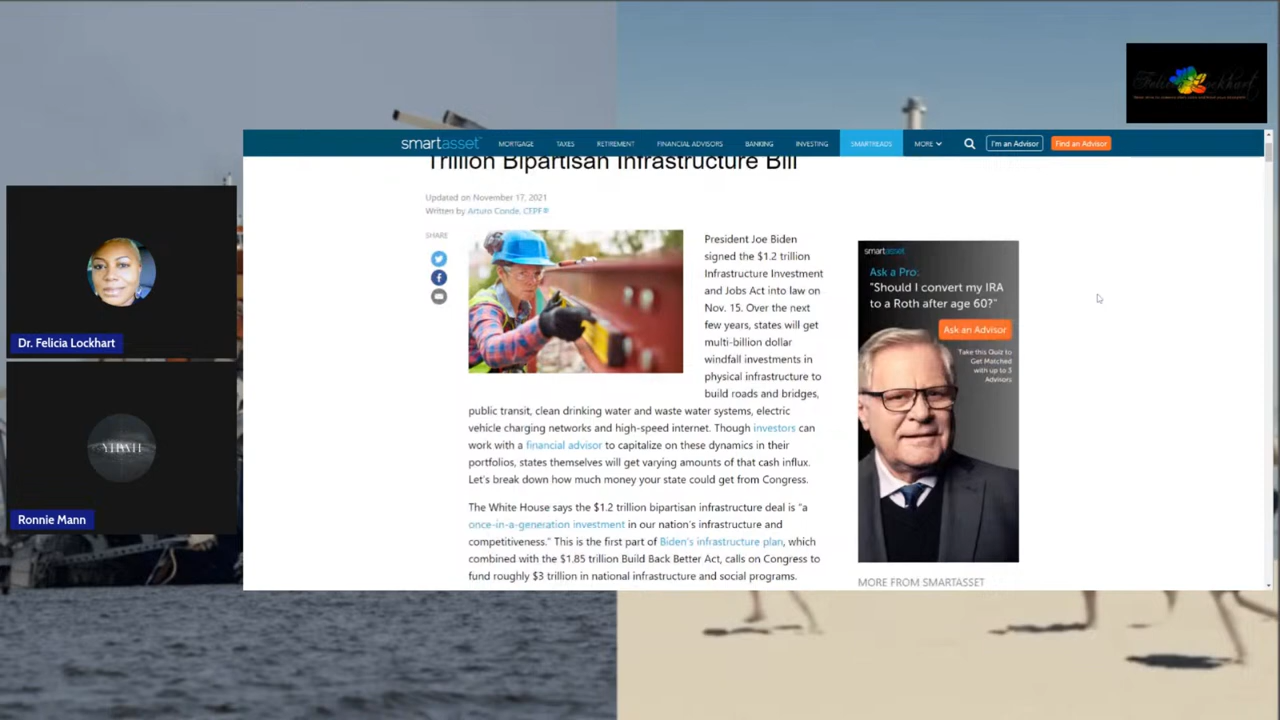 Felicia Lockhart
smartasset
MORTGAGE
TAXES
RETIREMENT
FINANCIAL ADVISORS
BANKING
INVESTING
SMARTREADS
MORE
I'm an Advisor
Find an Advisor
Trillion Bipartisan Infrastructure Bill
Updated on November 17, 2021
Written by Arturo Conde, CEPF®
SHARE
President Joe Biden
signed the $1.2 trillion
Infrastructure Investment
and Jobs Act into law on
Nov. 15. Over the next
few years, states will get
multi-billion dollar
windfall investments in
physical infrastructure to
build roads and bridges,
public transit, clean drinking water and waste water systems, electric
vehicle charging networks and high-speed internet. Though investors can
work with a financial advisor to capitalize on these dynamics in their
portfolios, states themselves will get varying amounts of that cash influx.
Let's break down how much money your state could get from Congress.
The White House says the $1.2 trillion bipartisan infrastructure deal is "a
once-in-a-generation investment in our nation's infrastructure and
competitiveness." This is the first part of Biden's infrastructure plan, which
combined with the $1.85 trillion Build Back Better Act, calls on Congress to
fund roughly $3 trillion in national infrastructure and social programs.
smartasset
Ask a Pro:
"Should I convert my IRA
to a Roth after age 60?"
Ask an Advisor
Take this Quiz to
Get Matched
with up to 3
Advisors
MORE FROM SMARTASSET
Dr. Felicia Lockhart
Ronnie Mann